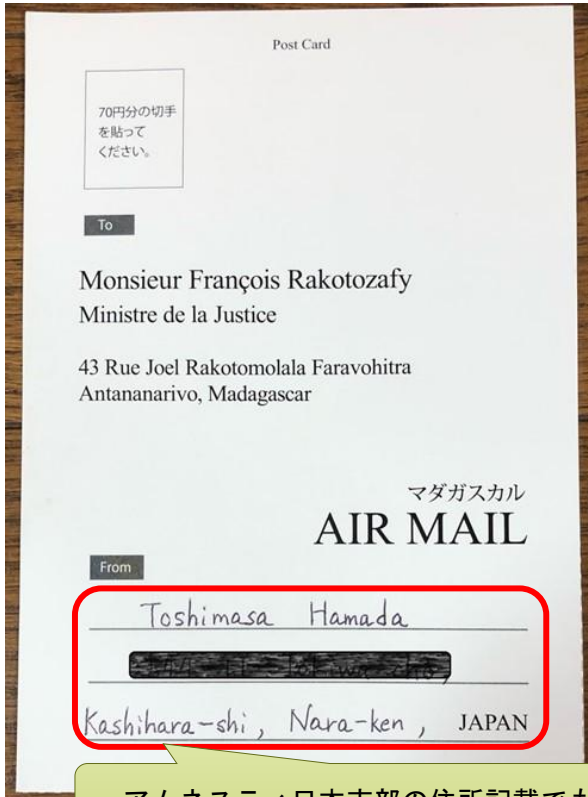 Post Card
70円分の切手
を貼って
ください。
To
Monsieur François Rakotozafy
Ministre de la Justice
43 Rue Joel Rakotomolala Faravohitra
Antananarivo, Madagascar
マダガスカル
AIR MAIL
From
Toshimasa Hamada
Kashihara-shi, Nara-ken, JAPAN